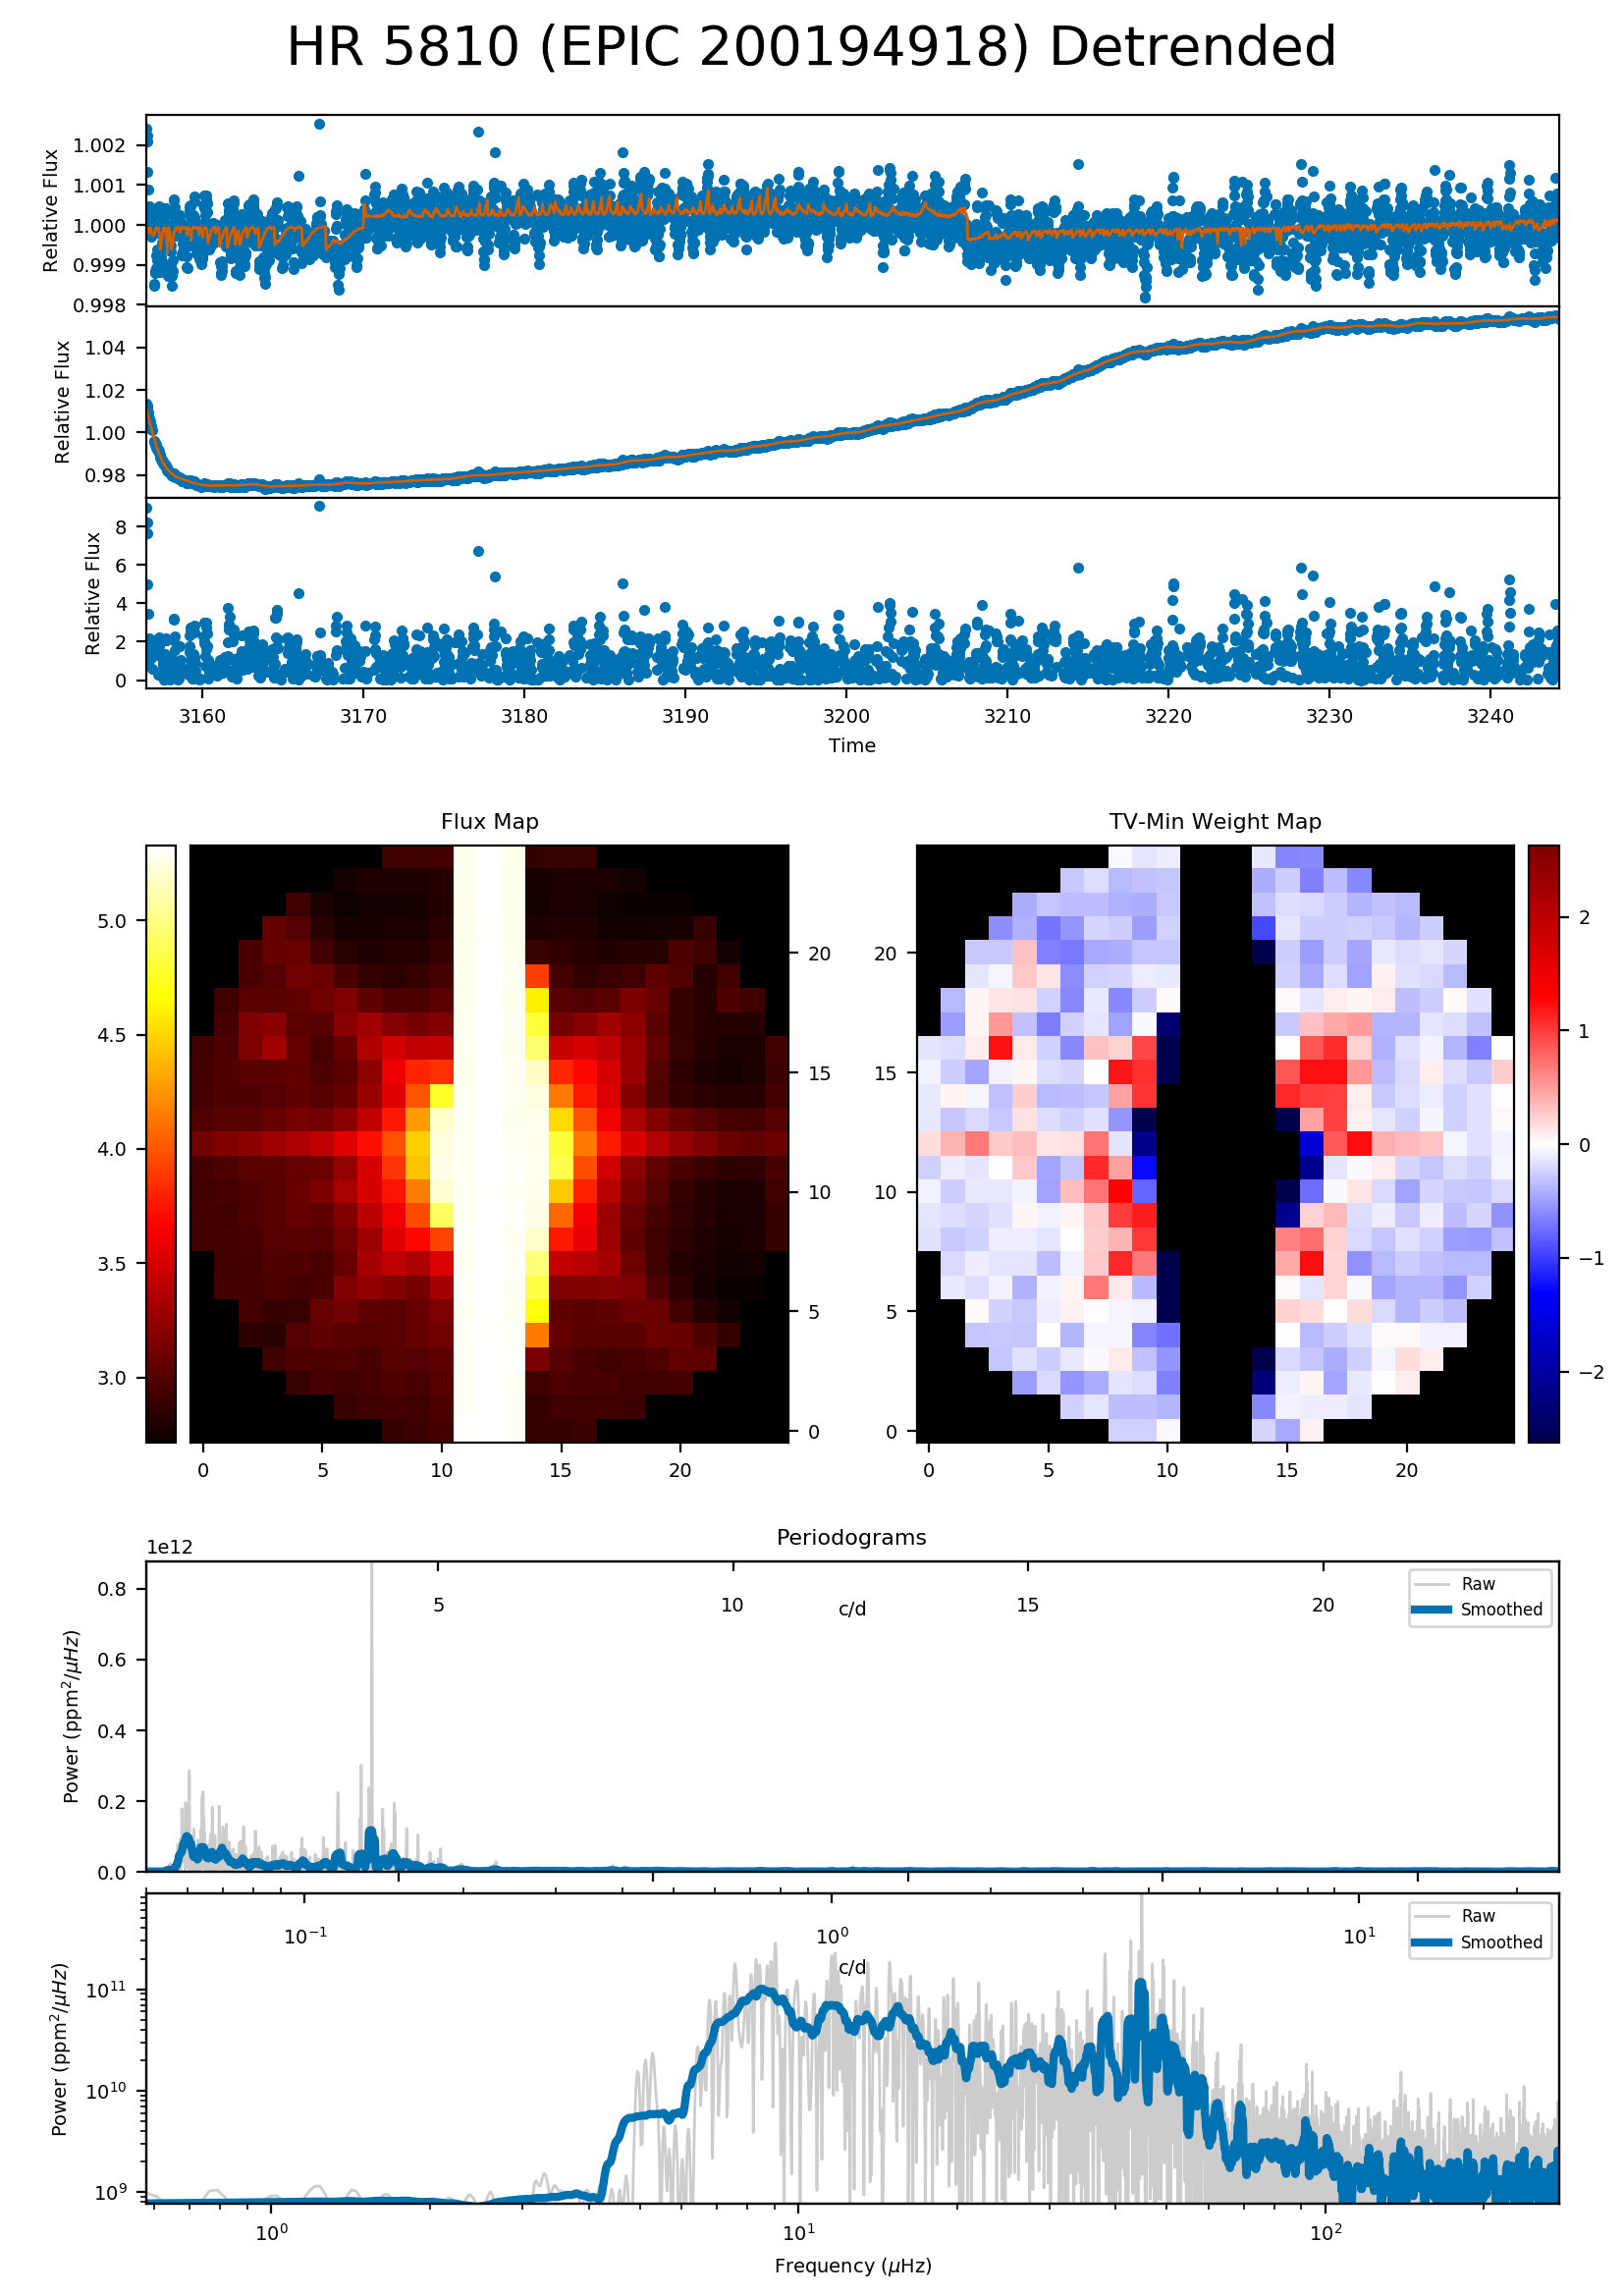 HR 5810 (EPIC 200194918) Detrended
Relative Flux
1.002
1.001
1.000
0.999
0.998
Relative Flux
1.04
1.02
1.00
0.98
Relative Flux
8
6
4
2
0
3160 3170 3180 3190 3200 3210 3220 3230 3240
Time
Flux Map
5.0
4.5
4.0
3.5
3.0
20
15
10
5
0
0 5 10 15 20
TV-Min Weight Map
20
15
10
5
0
0 5 10 15 20
2
1
0
−1
−2
Periodograms
1e12
Power (ppm²/μHz)
0.8
0.6
0.4
0.2
0.0
5 10 15 20
c/d
Raw
Smoothed
Power (ppm²/μHz)
10¹¹
10¹⁰
10⁹
10⁻¹ 10⁰ 10¹
c/d
Raw
Smoothed
10⁰ 10¹ 10²
Frequency (μHz)